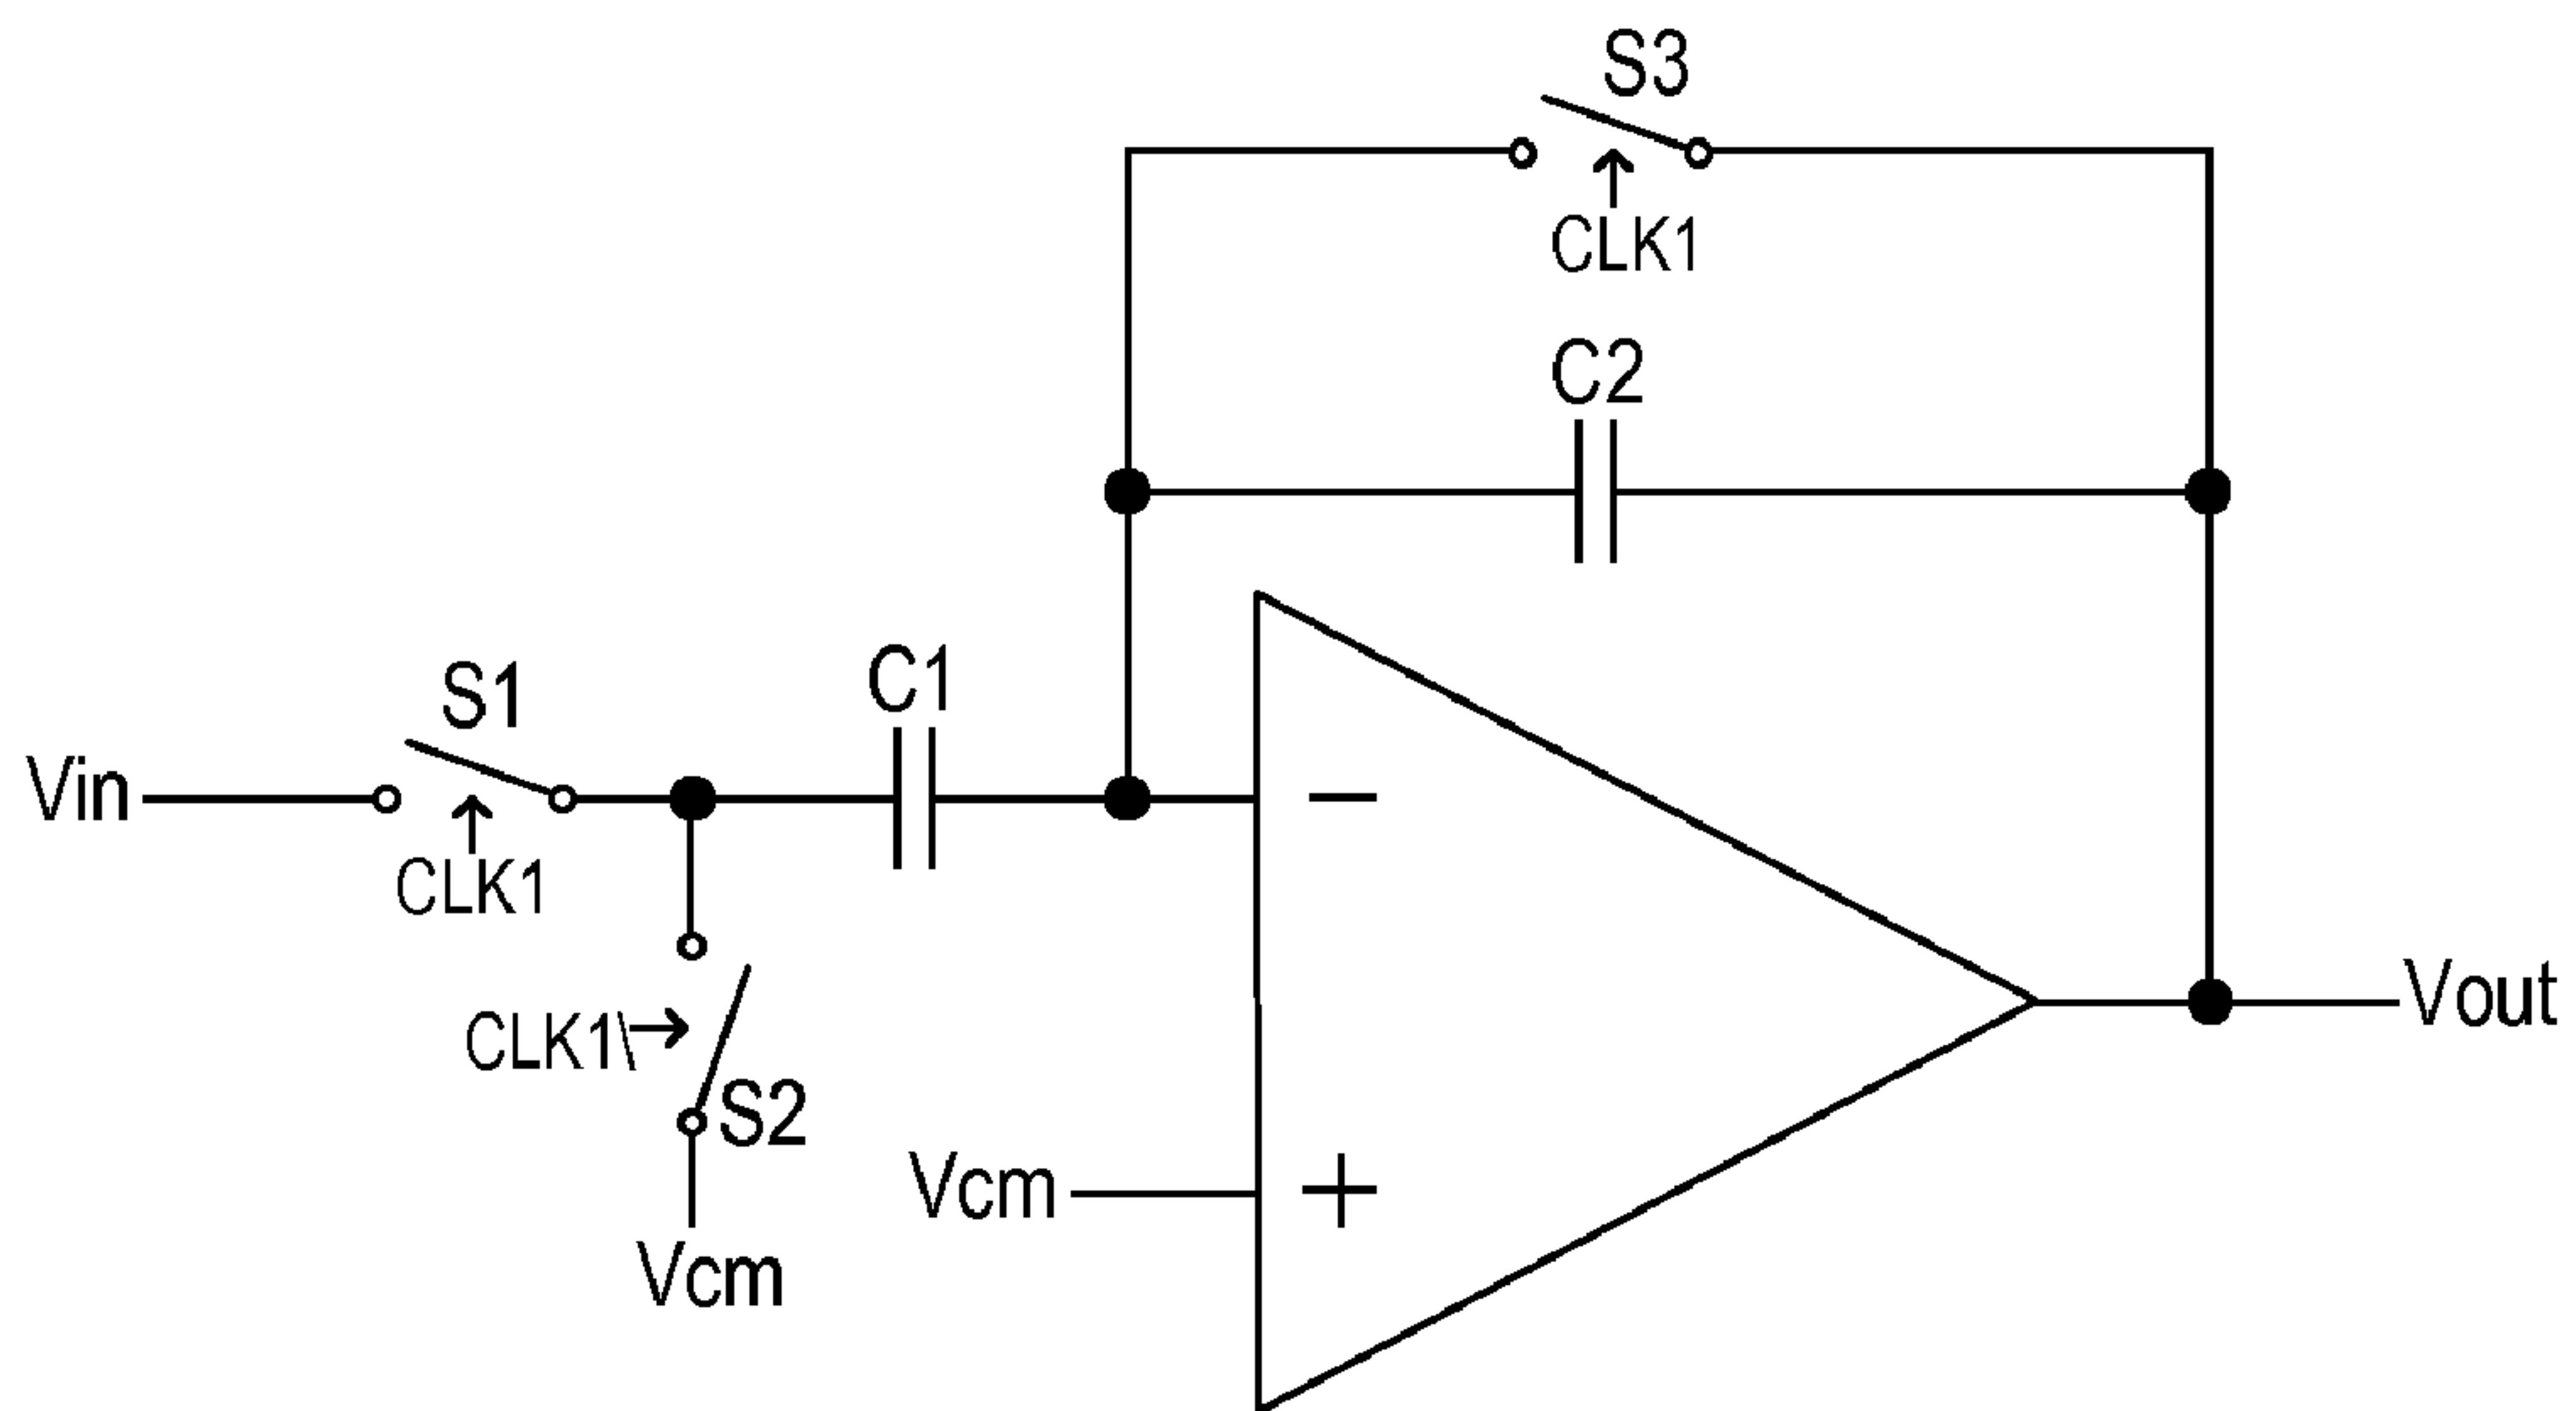 S3
CLK1
C2
C1
S1
Vin
CLK1
−
Vout
CLK1\
S2
Vcm
+
Vcm